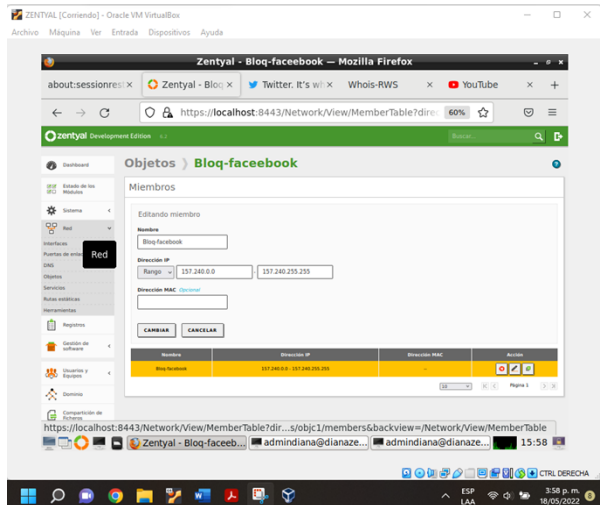 ZENTYAL [Corriendo] - Oracle VM VirtualBox
Archivo Máquina Ver Entrada Dispositivos Ayuda
Zentyal - Bloq-faceebook — Mozilla Firefox
about:sessionres
Zentyal - Bloq
Twitter. It's wh
Whois-RWS
YouTube
https://localhost:8443/Network/View/MemberTable?direc
60%
zentyal Development Edition
Buscar...
Dashboard
Estado de los
Módulos
Sistema
Red
Interfaces
Puertas de enlac
Red
DNS
Objetos
Servicios
Rutas estáticas
Herramientas
Registros
Gestión de
software
Usuarios y
Equipos
Dominio
Compartición de
ficheros
Objetos Bloq-faceebook
Miembros
Editando miembro
Nombre
Bloq-facebook
Dirección IP
Rango 157.240.0.0 - 157.240.255.255
Dirección MAC Opcional
CAMBIAR CANCELAR
Nombre Dirección IP Dirección MAC Acción
Bloq-facebook 157.240.0.0 - 157.240.255.255 --
10 Página 1
https://localhost:8443/Network/View/MemberTable?dir...s/objc1/members&backview=/Network/View/MemberTable
Zentyal - Bloq-faceeb... admindiana@dianaze... admindiana@dianaze... 15:58
CTRL DERECHA
ESP
LAA
3:58 p. m.
18/05/2022